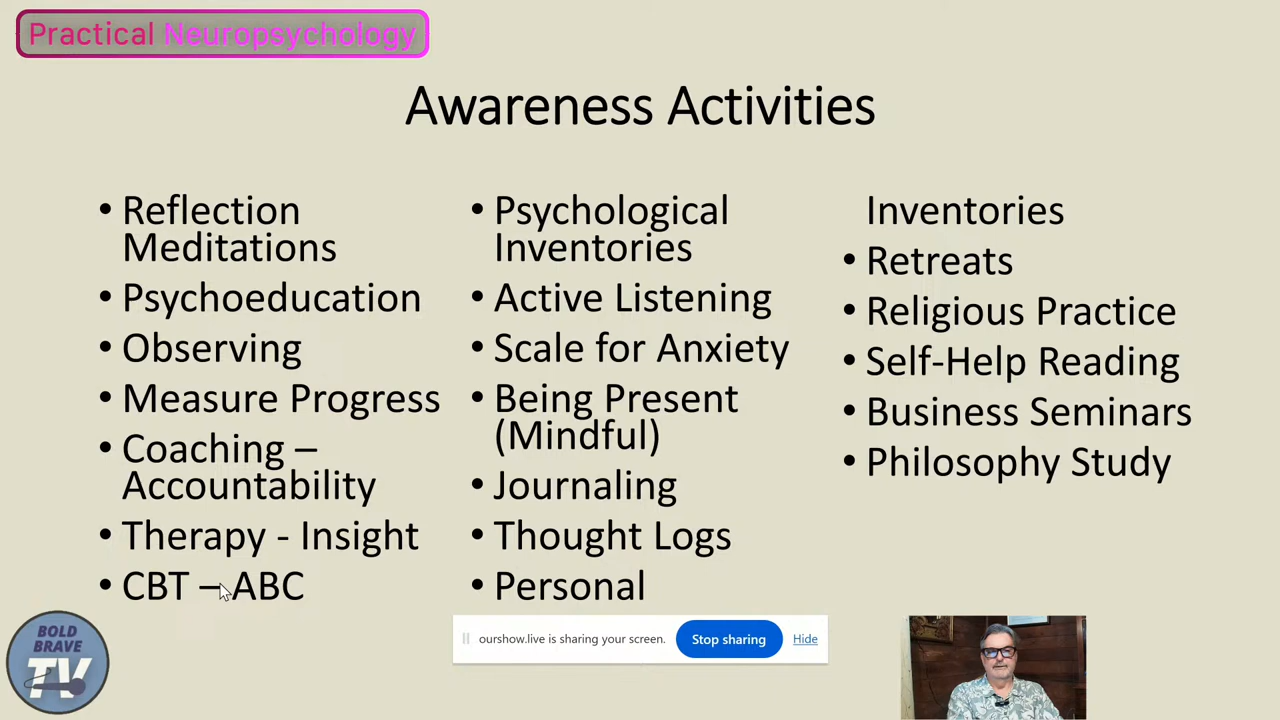 Practical Neuropsychology
Awareness Activities
• Reflection
Meditations
• Psychoeducation
• Observing
• Measure Progress
• Coaching –
Accountability
• Therapy - Insight
• CBT – ABC
• Psychological
Inventories
• Active Listening
• Scale for Anxiety
• Being Present
(Mindful)
• Journaling
• Thought Logs
• Personal
Inventories
• Retreats
• Religious Practice
• Self-Help Reading
• Business Seminars
• Philosophy Study
BOLD
BRAVE
TV
ourshow.live is sharing your screen.
Stop sharing
Hide